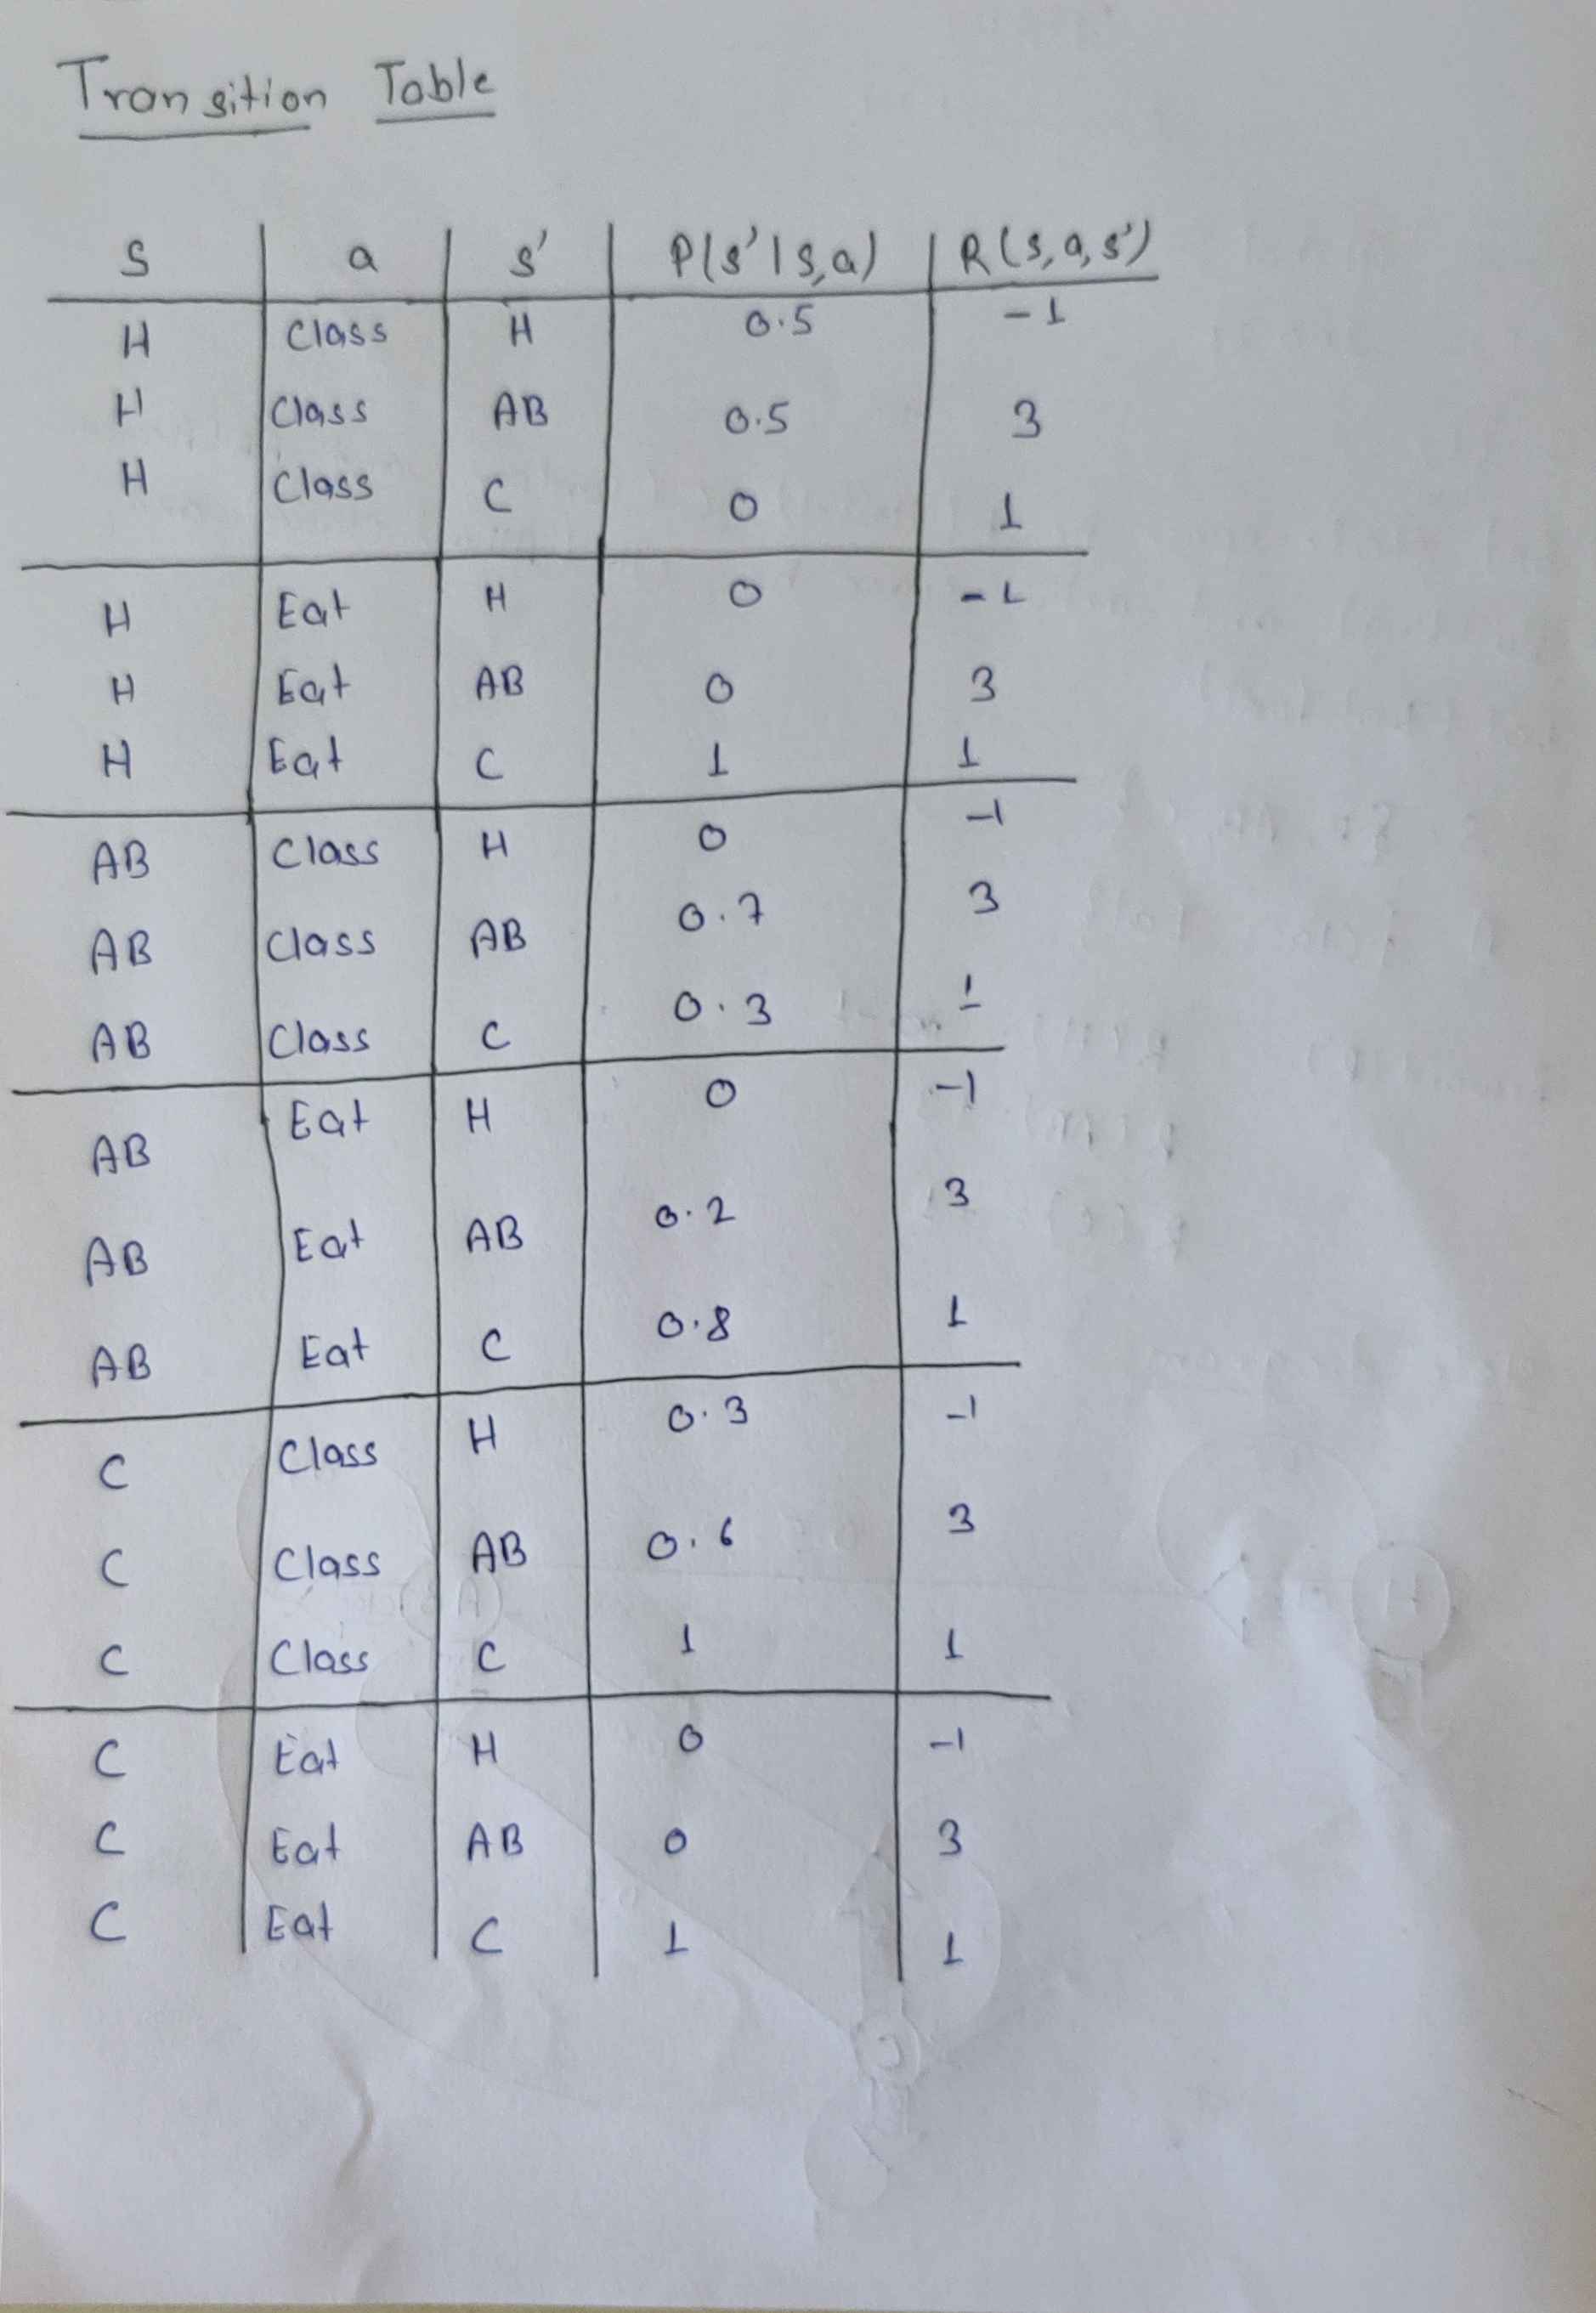 Transition Table
S a s' P(s'|s,a) R(s,a,s')
H Class H 0.5 -1
H Class AB 0.5 3
H Class C 0 1
H Eat H 0 -1
H Eat AB 0 3
H Eat C 1 1
AB Class H 0 -1
AB Class AB 0.7 3
AB Class C 0.3 1
AB Eat H 0 -1
AB Eat AB 0.2 3
AB Eat C 0.8 1
C Class H 0.3 -1
C Class AB 0.6 3
C Class C 1 1
C Eat H 0 -1
C Eat AB 0 3
C Eat C 1 1